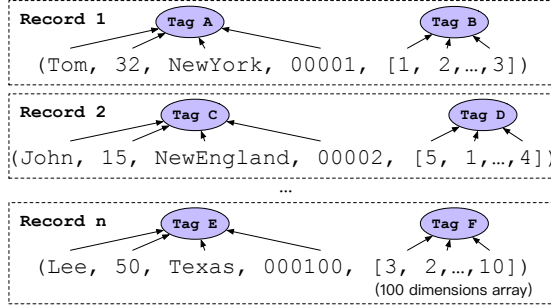 Record 1
Tag A
Tag B
(Tom, 32, NewYork, 00001, [1, 2,…,3])
Record 2
Tag C
Tag D
(John, 15, NewEngland, 00002, [5, 1,…,4])
…
Record n
Tag E
Tag F
(Lee, 50, Texas, 000100, [3, 2,…,10])
(100 dimensions array)